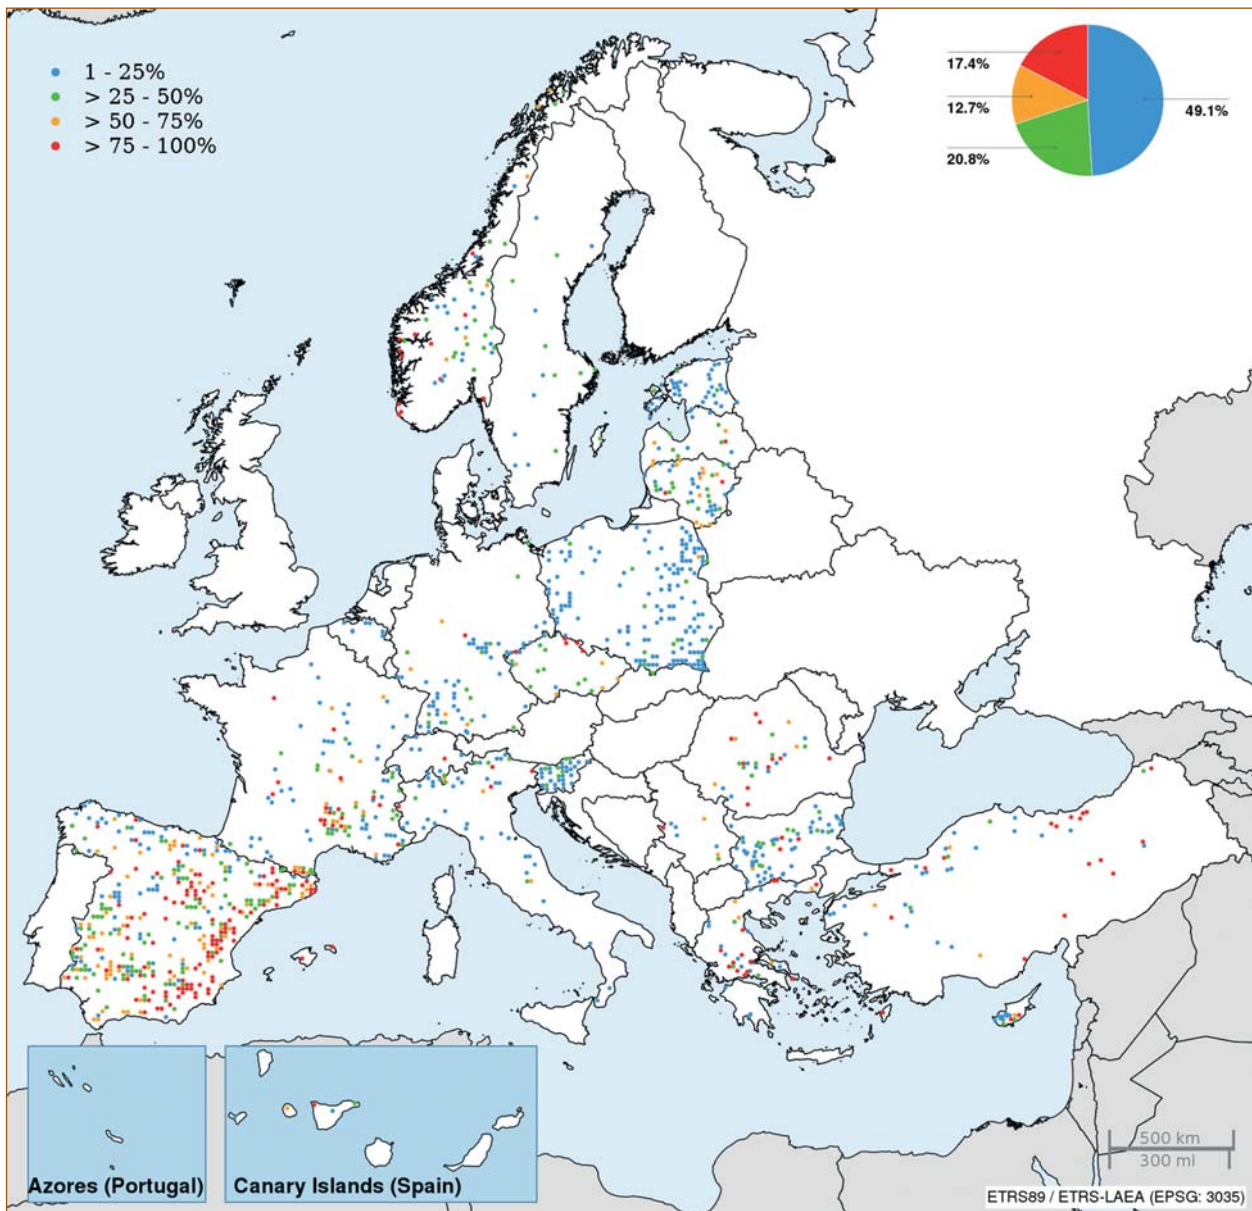 1 - 25%
> 25 - 50%
> 50 - 75%
> 75 - 100%
17.4%
12.7%
49.1%
20.8%
Azores (Portugal)
Canary Islands (Spain)
500 km
300 mi
ETRS89 / ETRS-LAEA (EPSG: 3035)